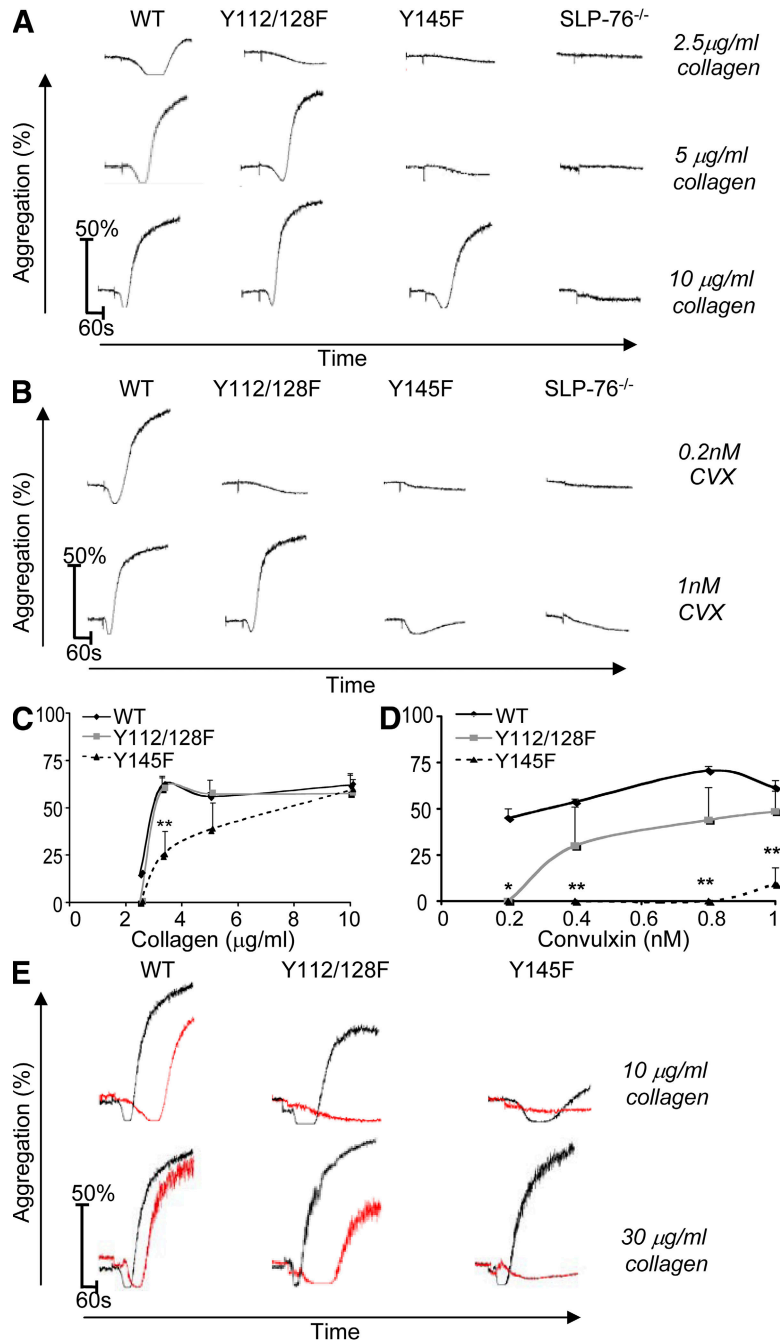 A
WT Y112/128F Y145F SLP-76-/-
2.5μg/ml
collagen
5 μg/ml
collagen
10 μg/ml
collagen
Aggregation (%)
50%
60s
Time
B
WT Y112/128F Y145F SLP-76-/-
0.2nM
CVX
1nM
CVX
Aggregation (%)
50%
60s
Time
C
WT
Y112/128F
Y145F
100
75
50
25
0
**
0 2 4 6 8 10
Collagen (μg/ml)
D
WT
Y112/128F
Y145F
100
75
50
25
0
* ** ** **
0 0.2 0.4 0.6 0.8 1
Convulxin (nM)
E
WT Y112/128F Y145F
10 μg/ml
collagen
30 μg/ml
collagen
Aggregation (%)
50%
60s
Time